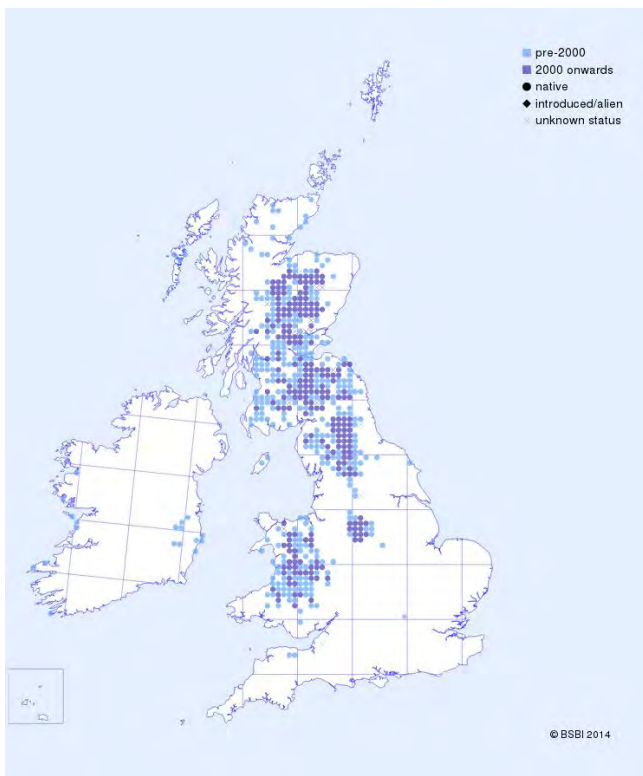 pre-2000
2000 onwards
native
introduced/alien
unknown status
© BSBI 2014